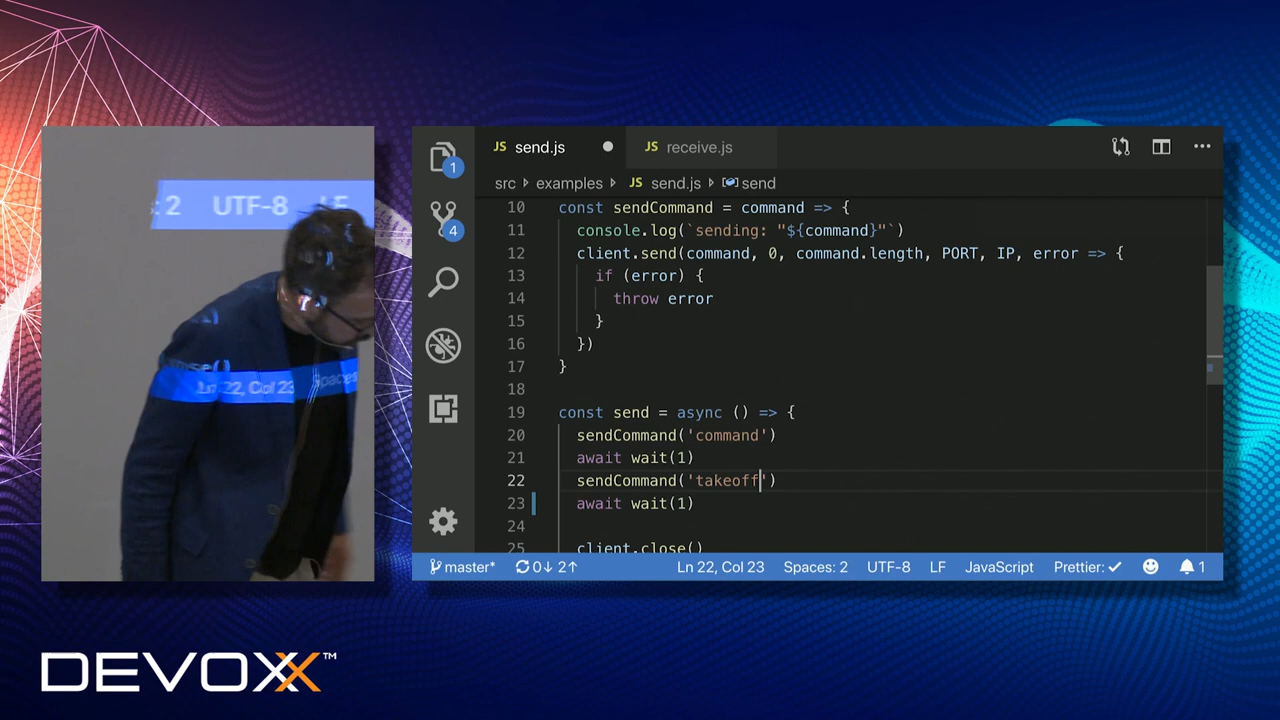 : 2 UTF-8 LF
Ln 22, Col 23 Spaces
JS send.js
JS receive.js
1
4
src examples JS send.js send
10 const sendCommand = command => {
11 console.log(`sending: "${command}"`)
12 client.send(command, 0, command.length, PORT, IP, error => {
13 if (error) {
14 throw error
15 }
16 })
17 }
18
19 const send = async () => {
20 sendCommand('command')
21 await wait(1)
22 sendCommand('takeoff')
23 await wait(1)
24
25 client.close()
master* 0↓ 2↑ Ln 22, Col 23 Spaces: 2 UTF-8 LF JavaScript Prettier: ✓ 1
DEVOXX™